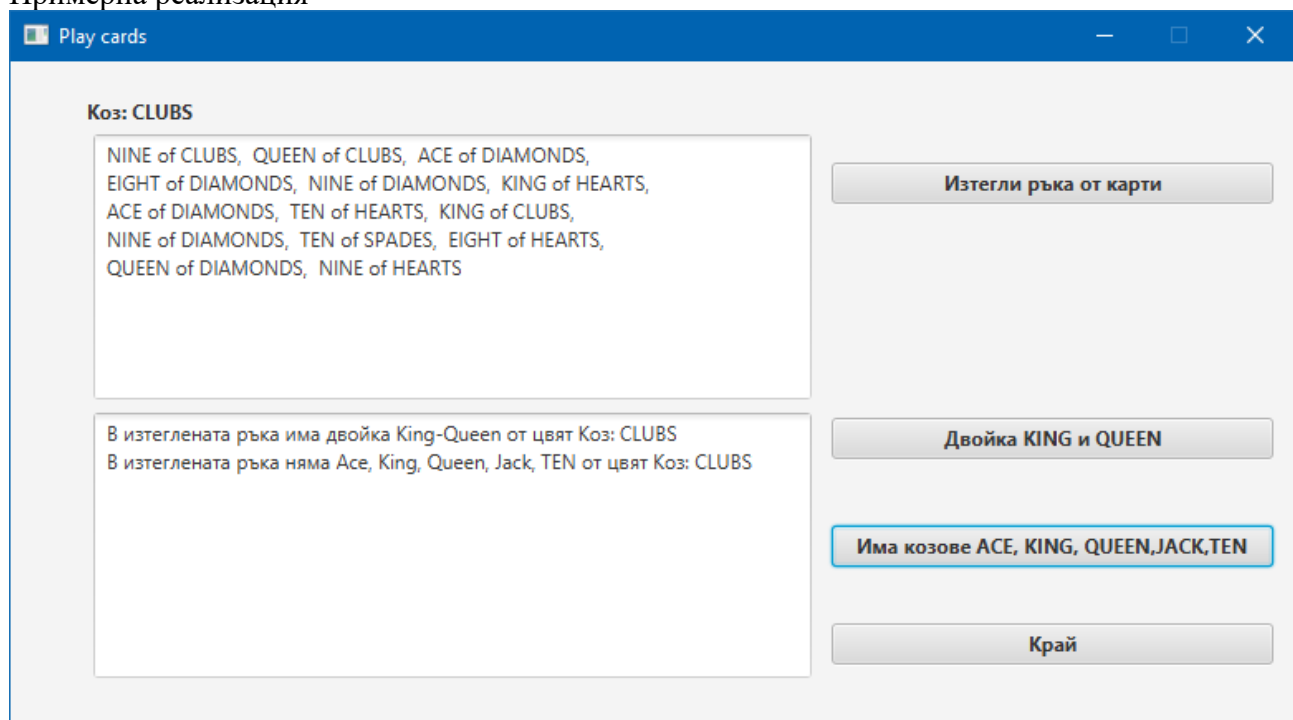 Примерна реализация
Play cards
Коз: CLUBS
NINE of CLUBS, QUEEN of CLUBS, ACE of DIAMONDS,
EIGHT of DIAMONDS, NINE of DIAMONDS, KING of HEARTS,
ACE of DIAMONDS, TEN of HEARTS, KING of CLUBS,
NINE of DIAMONDS, TEN of SPADES, EIGHT of HEARTS,
QUEEN of DIAMONDS, NINE of HEARTS
Изтегли ръка от карти
В изтеглената ръка има двойка King-Queen от цвят Коз: CLUBS
В изтеглената ръка няма Ace, King, Queen, Jack, TEN от цвят Коз: CLUBS
Двойка KING и QUEEN
Има козове ACE, KING, QUEEN,JACK,TEN
Край